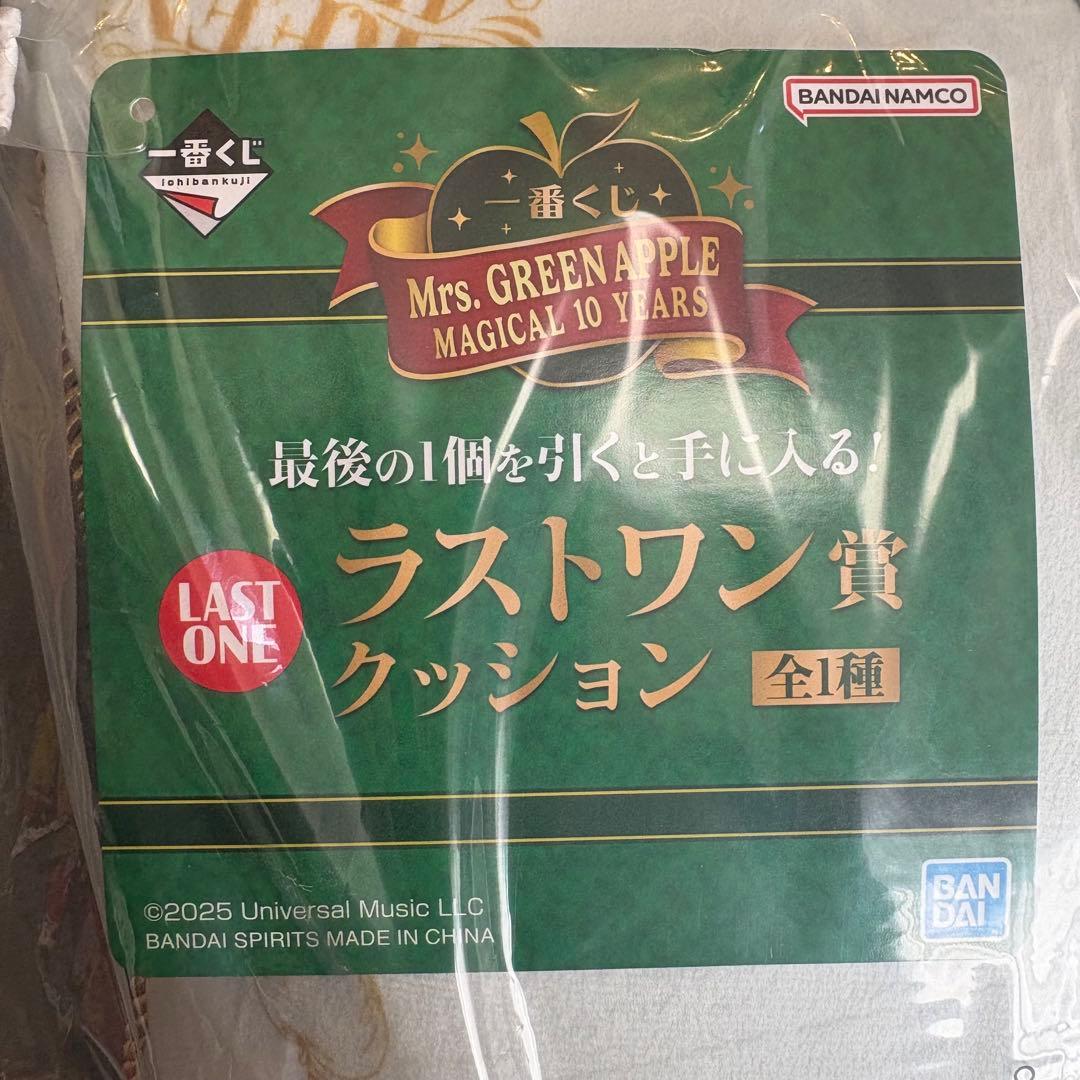 一番くじ
ichibankuji
BANDAI NAMCO
一番くじ
Mrs. GREEN APPLE
MAGICAL 10 YEARS
最後の1個を引くと手に入る!
LAST
ONE
ラストワン賞
クッション 全1種
©2025 Universal Music LLC
BANDAI SPIRITS MADE IN CHINA
BAN
DAI